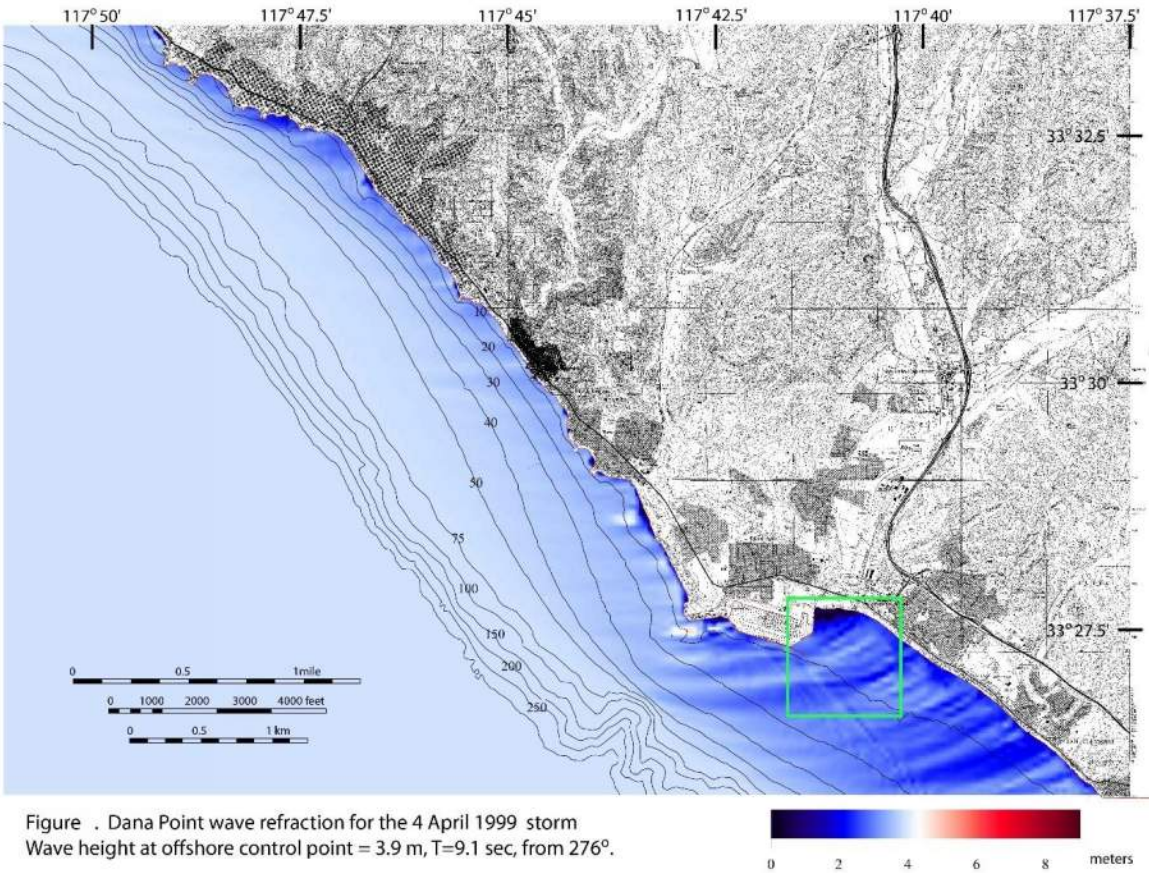 117°50' 117°47.5' 117°45' 117°42.5' 117°40' 117°37.5'
33°32.5'
10
20
30
33°30'
40
50
75
100
150
33°27.5'
200
250
0 0.5 1mile
0 1000 2000 3000 4000 feet
0 0.5 1 km
Figure . Dana Point wave refraction for the 4 April 1999 storm
Wave height at offshore control point = 3.9 m, T=9.1 sec, from 276°.
0 2 4 6 8 meters